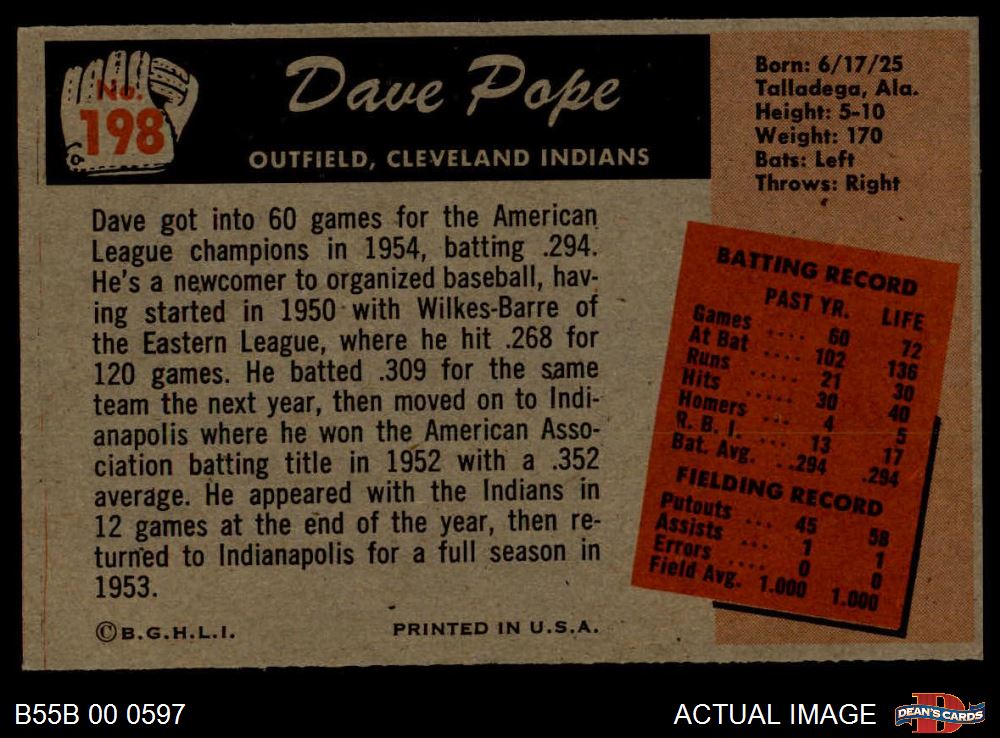 No.
198
Dave Pope
OUTFIELD, CLEVELAND INDIANS
Born: 6/17/25
Talladega, Ala.
Height: 5-10
Weight: 170
Bats: Left
Throws: Right
Dave got into 60 games for the American
League champions in 1954, batting .294.
He's a newcomer to organized baseball, hav-
ing started in 1950 with Wilkes-Barre of
the Eastern League, where he hit .268 for
120 games. He batted .309 for the same
team the next year, then moved on to Indi-
anapolis where he won the American Asso-
ciation batting title in 1952 with a .352
average. He appeared with the Indians in
12 games at the end of the year, then re-
turned to Indianapolis for a full season in
1953.
©B.G.H.L.I. PRINTED IN U.S.A.
BATTING RECORD
PAST YR. LIFE
Games .... 60 72
At Bat .... 102 136
Runs ..... 21 30
Hits ..... 30 40
Homers ... 4 5
R. B. I. ... 13 17
Bat. Avg. ..294 .294
FIELDING RECORD
Putouts ... 45 58
Assists ... 1 1
Errors .... 0 0
Field Avg. 1.000 1.000
B55B 00 0597
ACTUAL IMAGE
DEAN'S CARDS